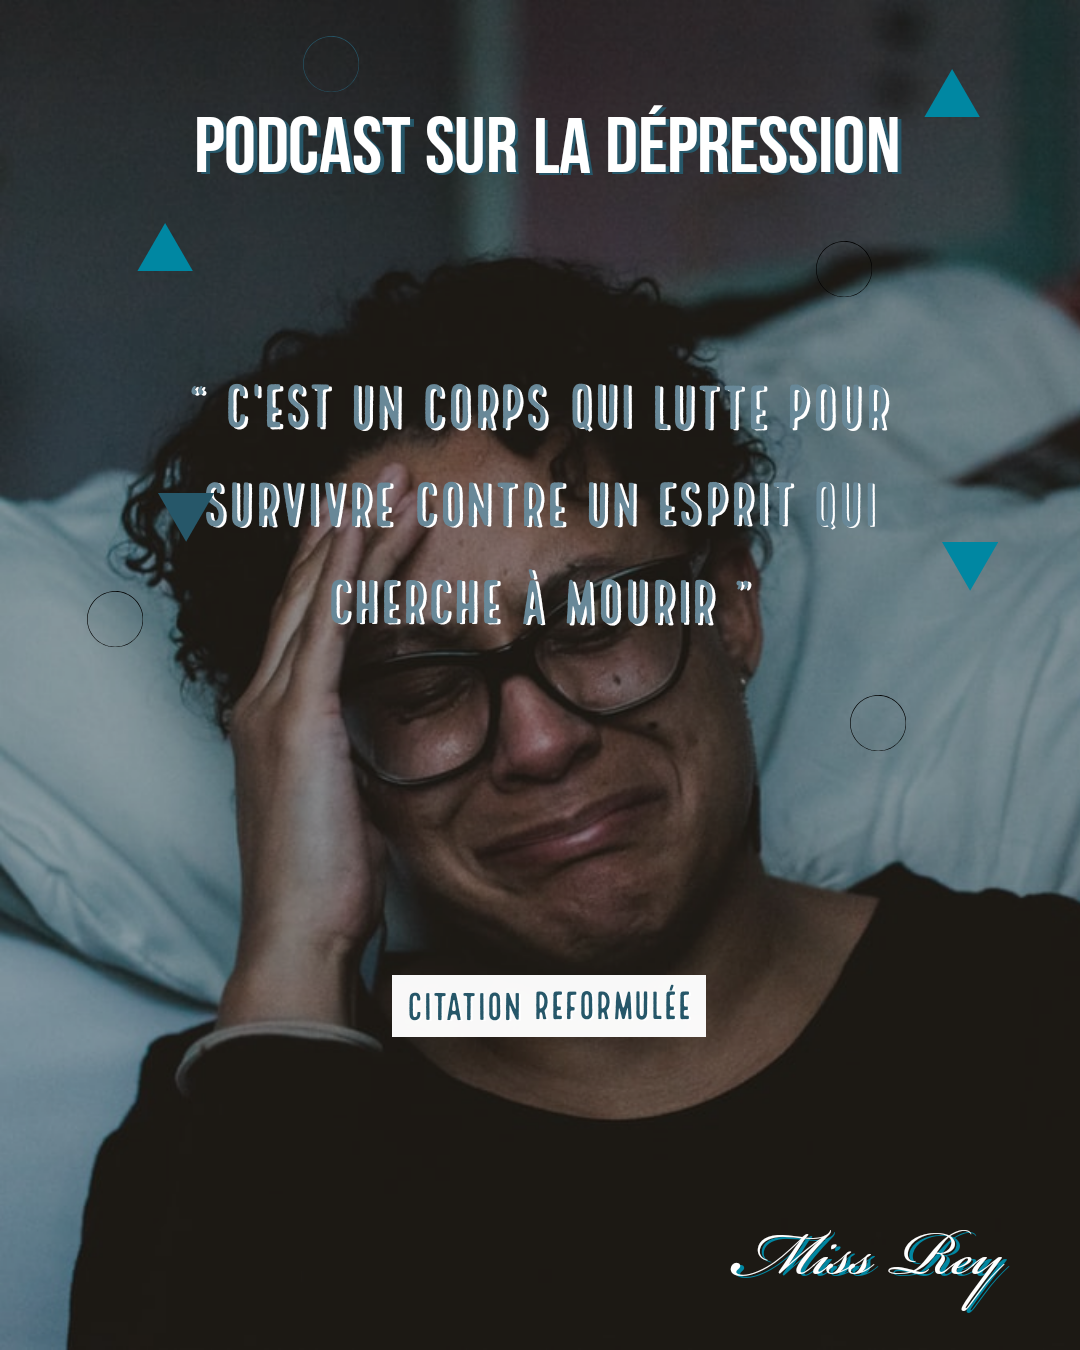 PODCAST SUR LA DÉPRESSION
“ C'EST UN CORPS QUI LUTTE POUR
SURVIVRE CONTRE UN ESPRIT QUI
CHERCHE À MOURIR ”
CITATION REFORMULÉE
Miss Rey